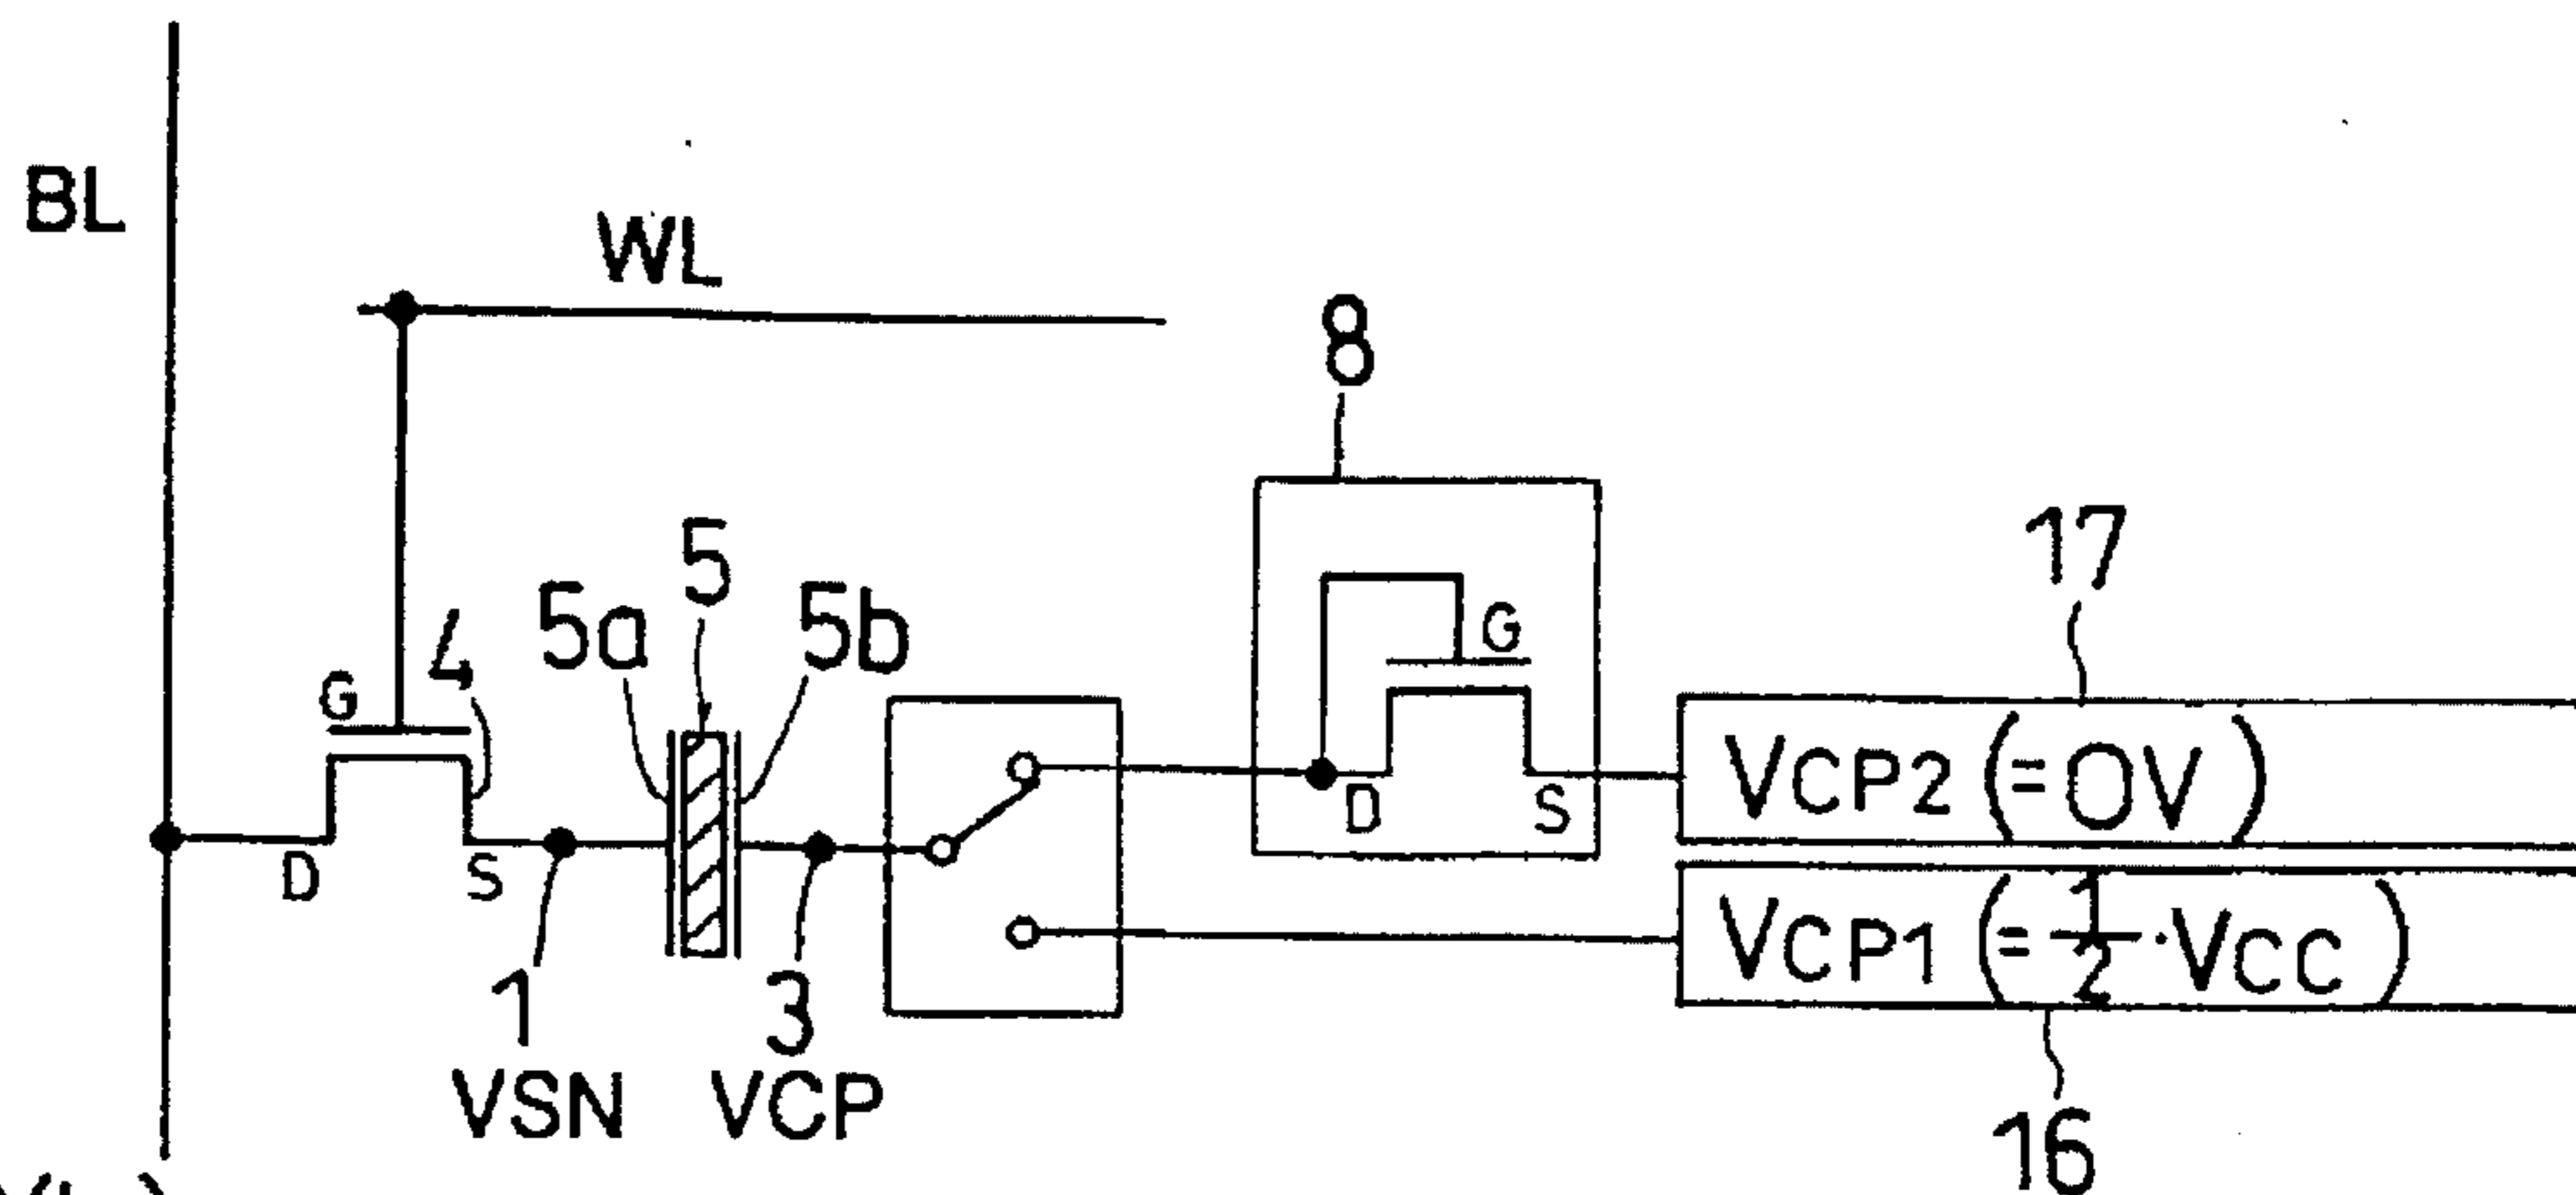 BL
WL
8
17
5
5a
5b
4
G
G
VCP2 (=0V)
D
S
D
S
VCP1 (=1/2·VCC)
1
3
VSN
VCP
16